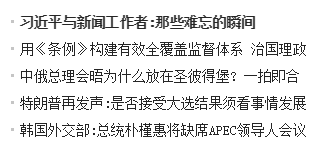 习近平与新闻工作者:那些难忘的瞬间
用《条例》构建有效全覆盖监督体系 治国理政
中俄总理会晤为什么放在圣彼得堡？一拍即合
特朗普再发声:是否接受大选结果须看事情发展
韩国外交部:总统朴槿惠将缺席APEC领导人会议